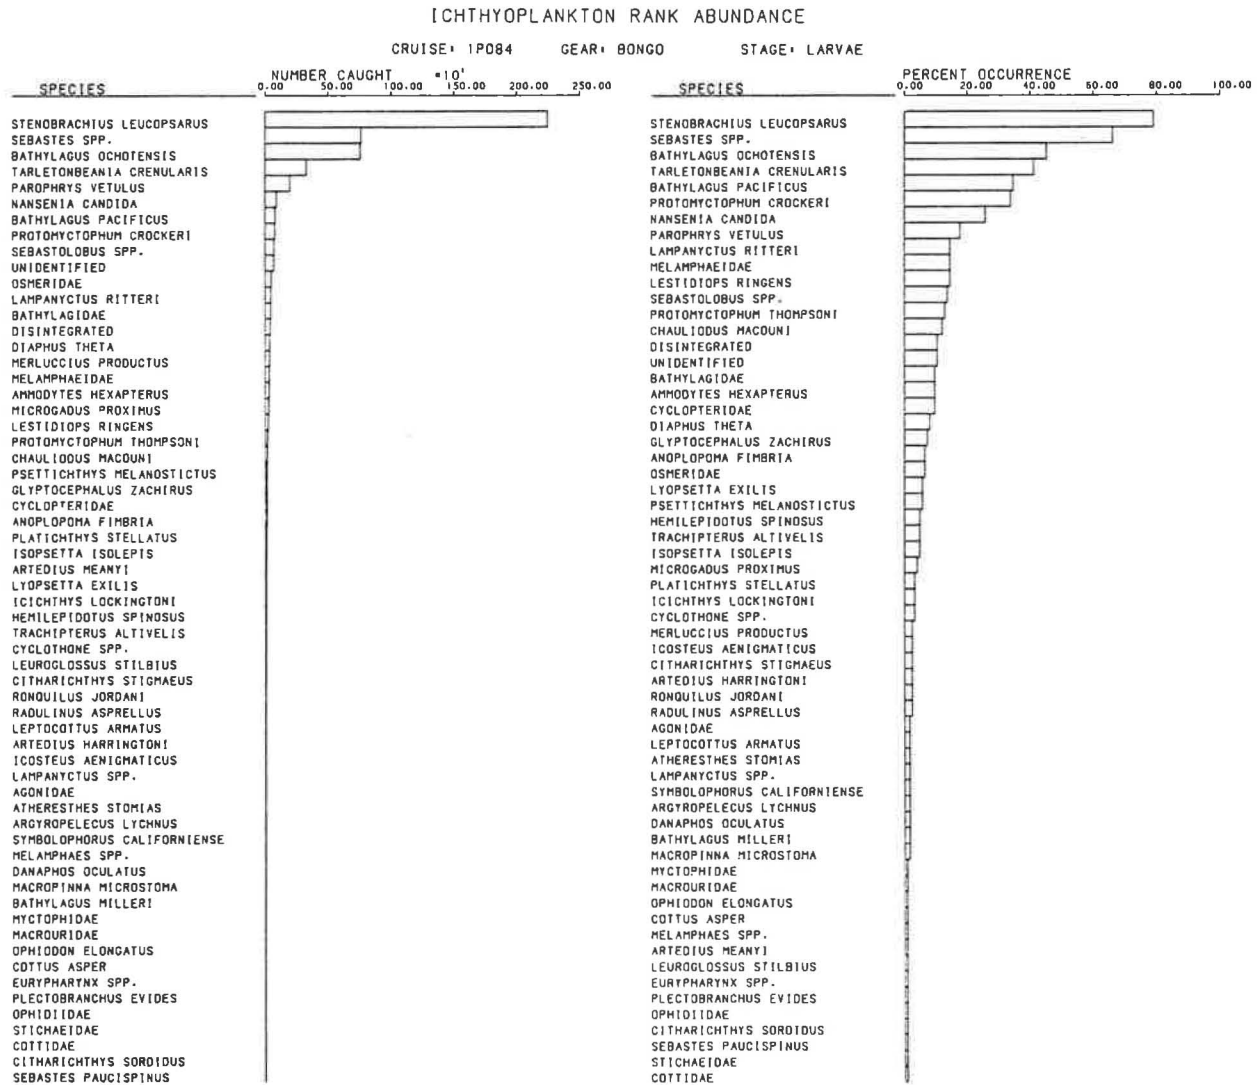 ICHTHYOPLANKTON RANK ABUNDANCE
CRUISE: 1PO84 GEAR: BONGO STAGE: LARVAE
NUMBER CAUGHT *10¹
SPECIES
0.00 50.00 100.00 150.00 200.00 250.00
STENOBRACHIUS LEUCOPSARUS
SEBASTES SPP.
BATHYLAGUS OCHOTENSIS
TARLETONBEANIA CRENULARIS
PAROPHRYS VETULUS
NANSENIA CANDIDA
BATHYLAGUS PACIFICUS
PROTOMYCTOPHUM CROCKERI
SEBASTOLOBUS SPP.
UNIDENTIFIED
OSMERIDAE
LAMPANYCTUS RITTERI
BATHYLAGIDAE
DISINTEGRATED
DIAPHUS THETA
MERLUCCIUS PRODUCTUS
MELAMPHAEIDAE
AMMODYTES HEXAPTERUS
MICROGADUS PROXIMUS
LESTIDIOPS RINGENS
PROTOMYCTOPHUM THOMPSONI
CHAULIODUS MACOUNI
PSETTICHTHYS MELANOSTICTUS
GLYPTOCEPHALUS ZACHIRUS
CYCLOPTERIDAE
ANOPLOPOMA FIMBRIA
PLATICHTHYS STELLATUS
ISOPSETTA ISOLEPIS
ARTEDIUS MEANYI
LYOPSETTA EXILIS
ICICHTHYS LOCKINGTONI
HEMILEPIDOTUS SPINOSUS
TRACHIPTERUS ALTIVELIS
CYCLOTHONE SPP.
LEUROGLOSSUS STILBIUS
CITHARICHTHYS STIGMAEUS
RONQUILUS JORDANI
RADULINUS ASPRELLUS
LEPTOCOTTUS ARMATUS
ARTEDIUS HARRINGTONI
ICOSTEUS AENIGMATICUS
LAMPANYCTUS SPP.
AGONIDAE
ATHERESTHES STOMIAS
ARGYROPELECUS LYCHNUS
SYMBOLOPHORUS CALIFORNIENSE
MELAMPHAES SPP.
DANAPHOS OCULATUS
MACROPINNA MICROSTOMA
BATHYLAGUS MILLERI
MYCTOPHIDAE
MACROURIDAE
OPHIODON ELONGATUS
COTTUS ASPER
EURYPHARYNX SPP.
PLECTOBRANCHUS EVIDES
OPHIDIIDAE
STICHAEIDAE
COTTIDAE
CITHARICHTHYS SORDIDUS
SEBASTES PAUCISPINUS
PERCENT OCCURRENCE
SPECIES
0.00 20.00 40.00 60.00 80.00 100.00
STENOBRACHIUS LEUCOPSARUS
SEBASTES SPP.
BATHYLAGUS OCHOTENSIS
TARLETONBEANIA CRENULARIS
BATHYLAGUS PACIFICUS
PROTOMYCTOPHUM CROCKERI
NANSENIA CANDIDA
PAROPHRYS VETULUS
LAMPANYCTUS RITTERI
MELAMPHAEIDAE
LESTIDIOPS RINGENS
SEBASTOLOBUS SPP.
PROTOMYCTOPHUM THOMPSONI
CHAULIODUS MACOUNI
DISINTEGRATED
UNIDENTIFIED
BATHYLAGIDAE
AMMODYTES HEXAPTERUS
CYCLOPTERIDAE
DIAPHUS THETA
GLYPTOCEPHALUS ZACHIRUS
ANOPLOPOMA FIMBRIA
OSMERIDAE
LYOPSETTA EXILIS
PSETTICHTHYS MELANOSTICTUS
HEMILEPIDOTUS SPINOSUS
TRACHIPTERUS ALTIVELIS
ISOPSETTA ISOLEPIS
MICROGADUS PROXIMUS
PLATICHTHYS STELLATUS
ICICHTHYS LOCKINGTONI
CYCLOTHONE SPP.
MERLUCCIUS PRODUCTUS
ICOSTEUS AENIGMATICUS
CITHARICHTHYS STIGMAEUS
ARTEDIUS HARRINGTONI
RONQUILUS JORDANI
RADULINUS ASPRELLUS
AGONIDAE
LEPTOCOTTUS ARMATUS
ATHERESTHES STOMIAS
LAMPANYCTUS SPP.
SYMBOLOPHORUS CALIFORNIENSE
ARGYROPELECUS LYCHNUS
DANAPHOS OCULATUS
BATHYLAGUS MILLERI
MACROPINNA MICROSTOMA
MYCTOPHIDAE
MACROURIDAE
OPHIODON ELONGATUS
COTTUS ASPER
MELAMPHAES SPP.
ARTEDIUS MEANYI
LEUROGLOSSUS STILBIUS
EURYPHARYNX SPP.
PLECTOBRANCHUS EVIDES
OPHIDIIDAE
CITHARICHTHYS SORDIDUS
SEBASTES PAUCISPINUS
STICHAEIDAE
COTTIDAE